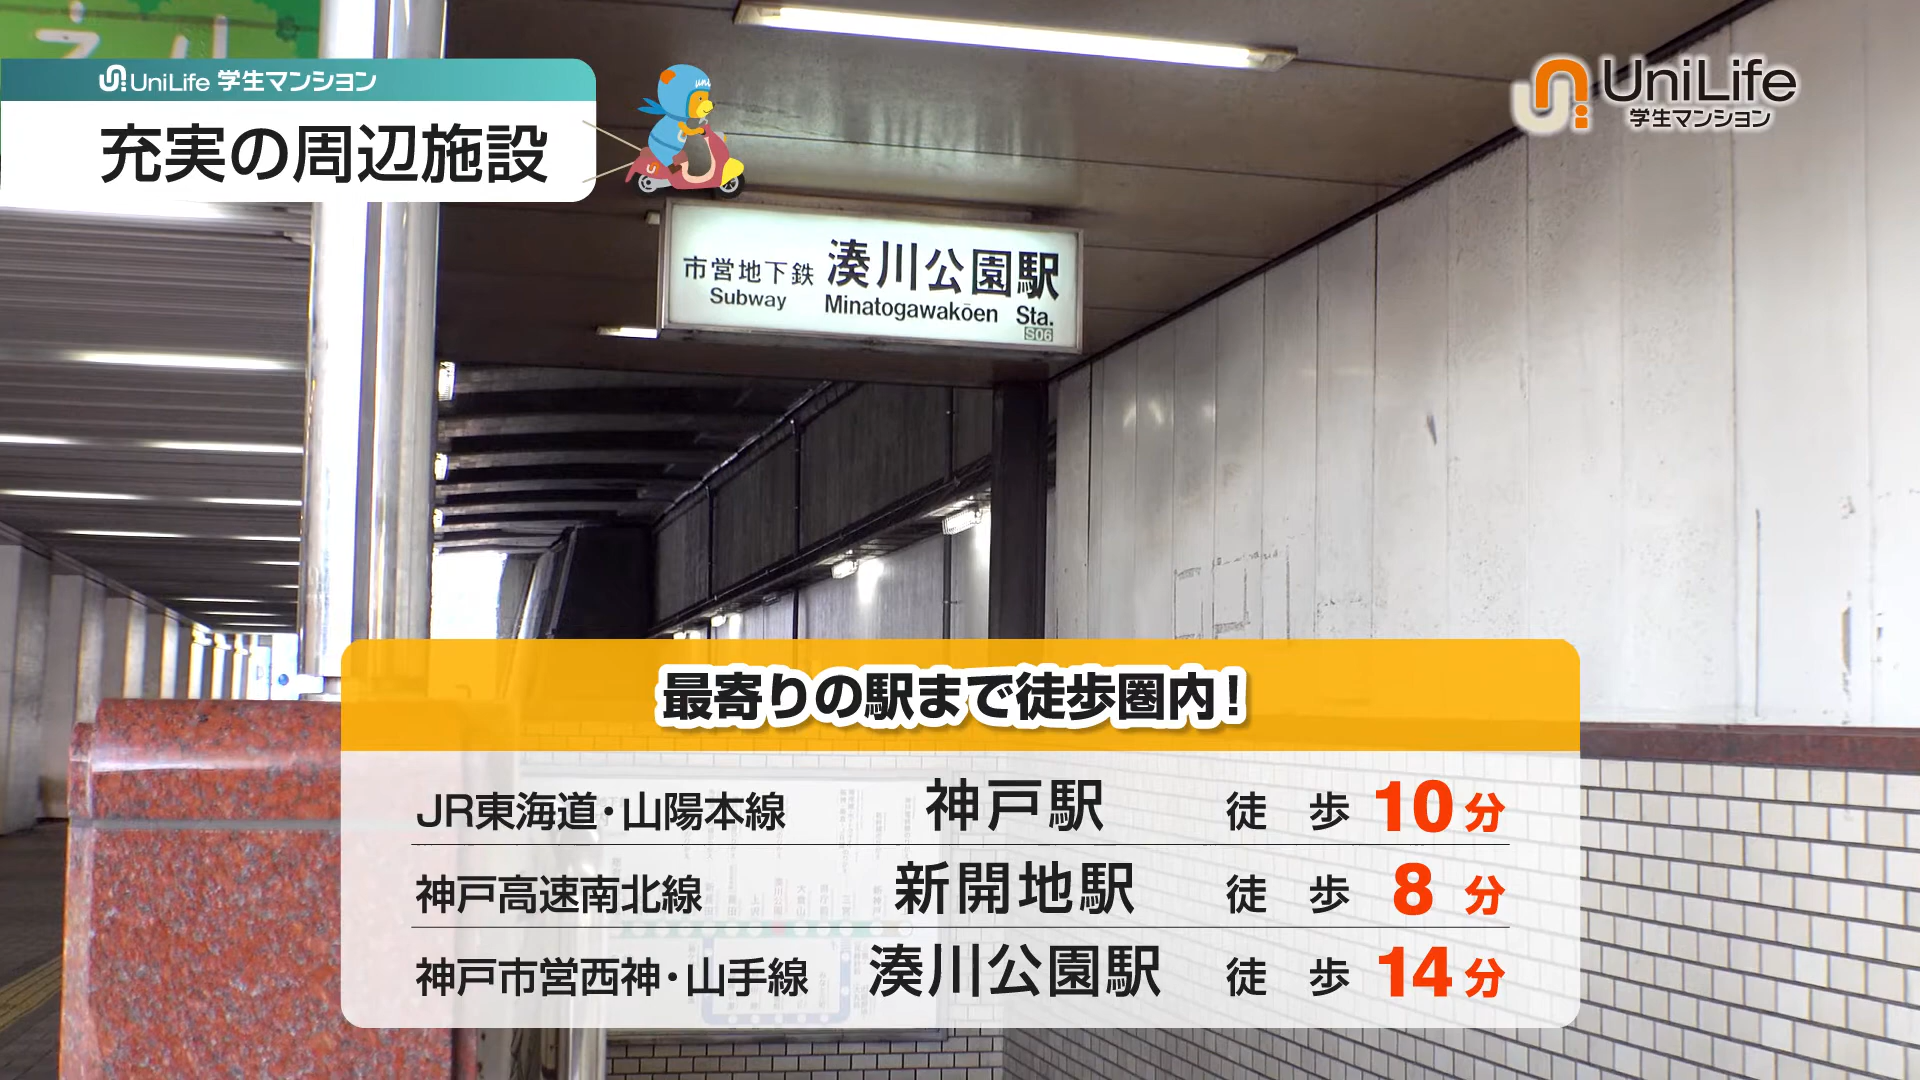 UniLife 学生マンション
充実の周辺施設
UniLife
学生マンション
市営地下鉄 湊川公園駅
Subway Minatogawakōen Sta.
S06
最寄りの駅まで徒歩圏内！
JR東海道・山陽本線 神戸駅 徒歩 10分
神戸高速南北線 新開地駅 徒歩 8分
神戸市営西神・山手線 湊川公園駅 徒歩 14分